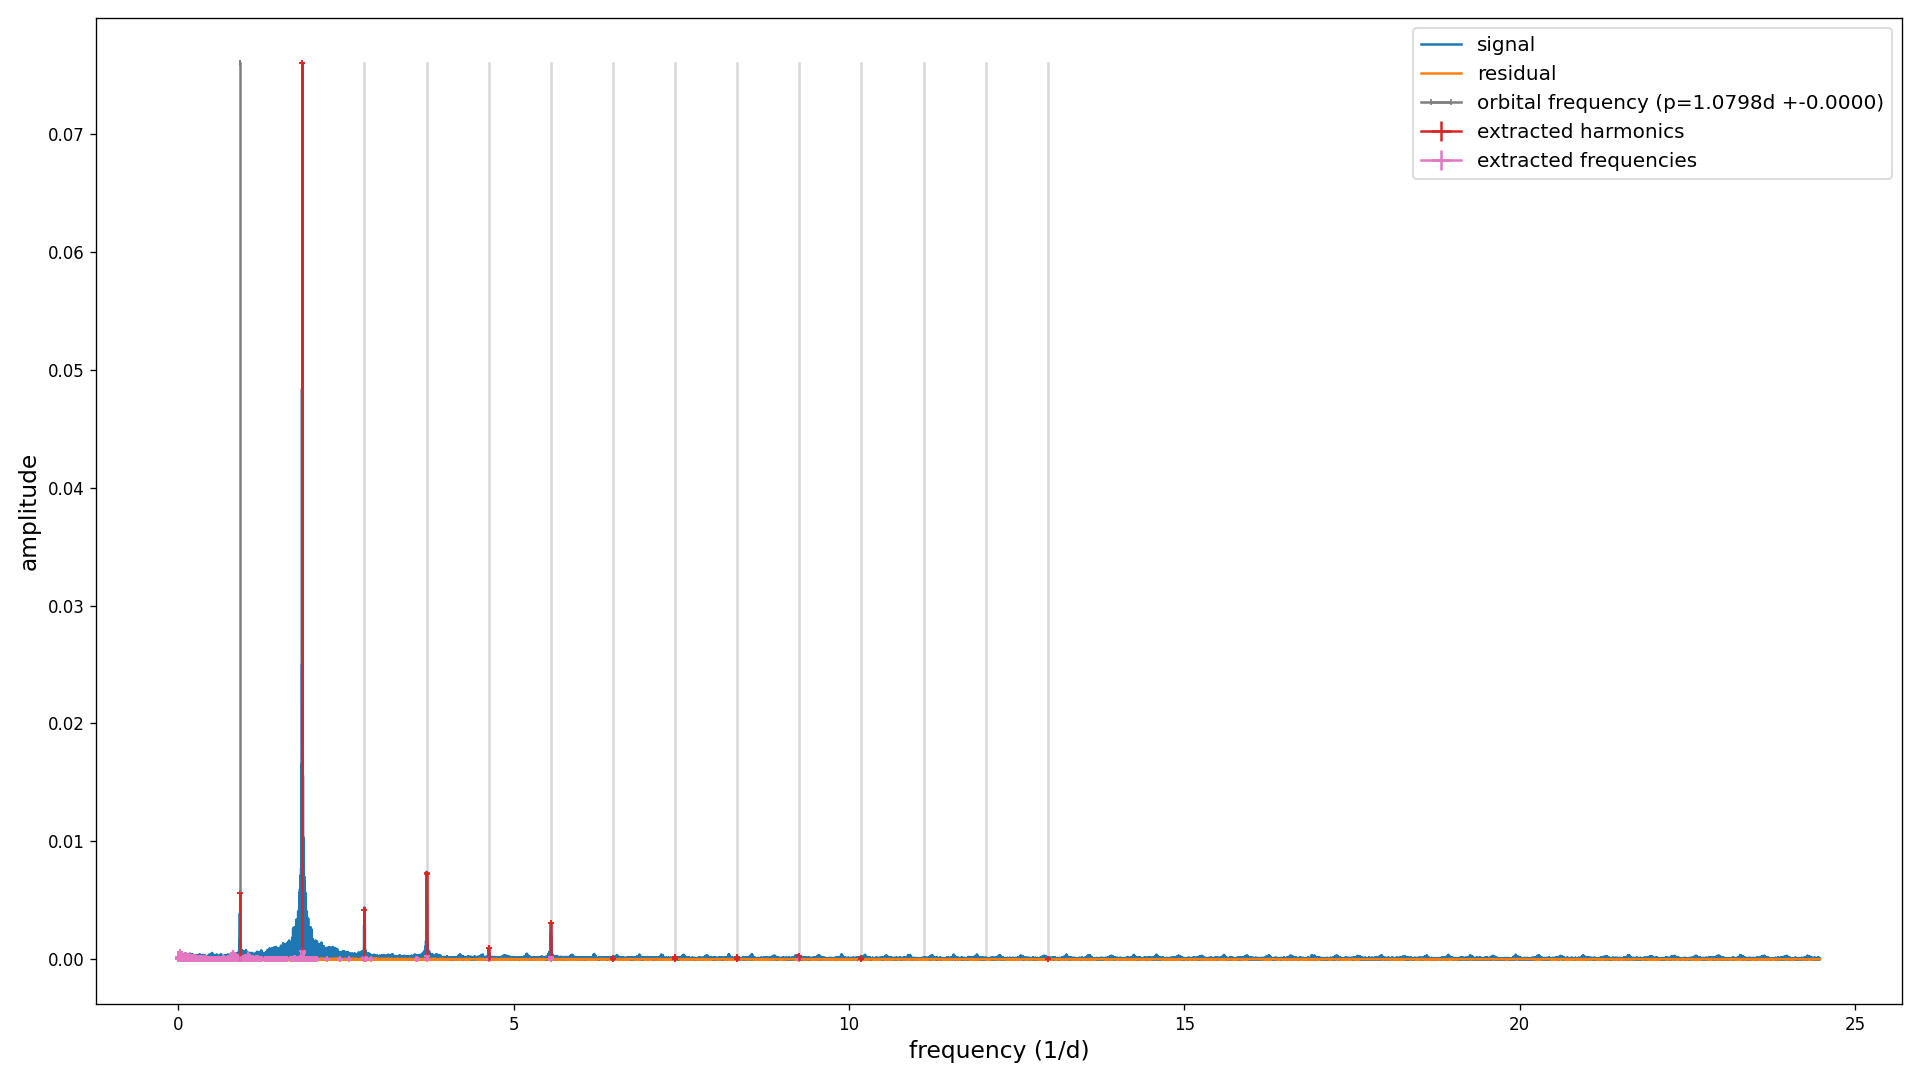 signal
residual
orbital frequency (p=1.0798d +-0.0000)
extracted harmonics
extracted frequencies
amplitude
0.07
0.06
0.05
0.04
0.03
0.02
0.01
0.00
0 5 10 15 20 25
frequency (1/d)